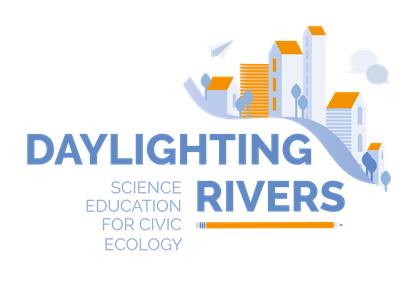 DAYLIGHTING
RIVERS
SCIENCE
EDUCATION
FOR CIVIC
ECOLOGY